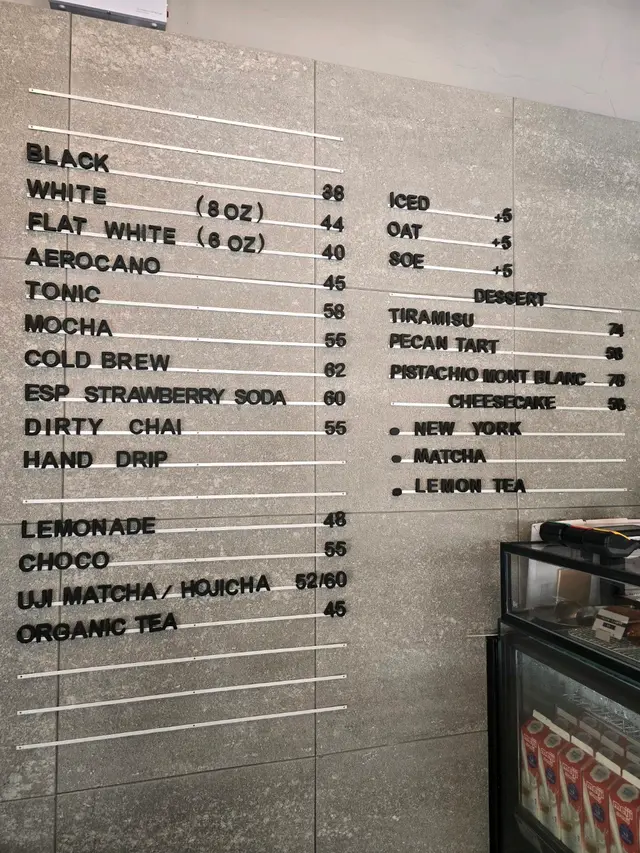 BLACK 38
WHITE (8 OZ) 44
FLAT WHITE (6 OZ) 40
AEROCANO 45
TONIC 58
MOCHA 55
COLD BREW 62
ESP STRAWBERRY SODA 60
DIRTY CHAI 55
HAND DRIP
LEMONADE 48
CHOCO 55
UJI MATCHA / HOJICHA 52/60
ORGANIC TEA 45
ICED +5
OAT +5
SOE +5
DESSERT
TIRAMISU 74
PECAN TART 58
PISTACHIO MONT BLANC 78
CHEESECAKE 58
• NEW YORK
• MATCHA
• LEMON TEA
meiji